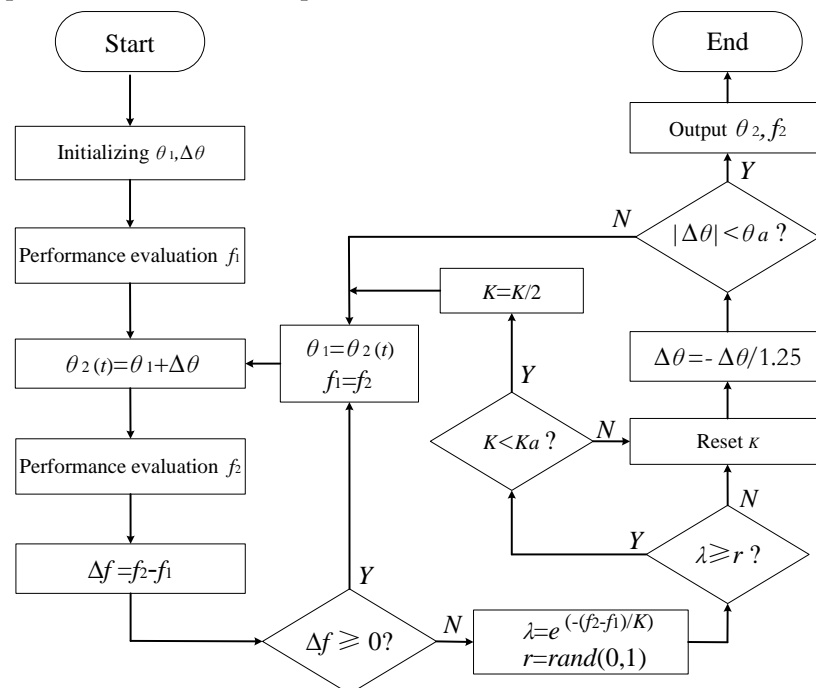 Start
Initializing θ1,Δθ
Performance evaluation f1
θ2(t)=θ1+Δθ
Performance evaluation f2
Δf=f2-f1
Δf ≥ 0?
Y
N
θ1=θ2(t)
f1=f2
λ=e(-(f2-f1)/K)
r=rand(0,1)
λ≥r ?
Y
N
K<Ka ?
Y
N
K=K/2
Reset K
Δθ=- Δθ/1.25
|Δθ|<θa ?
N
Y
Output θ2,f2
End